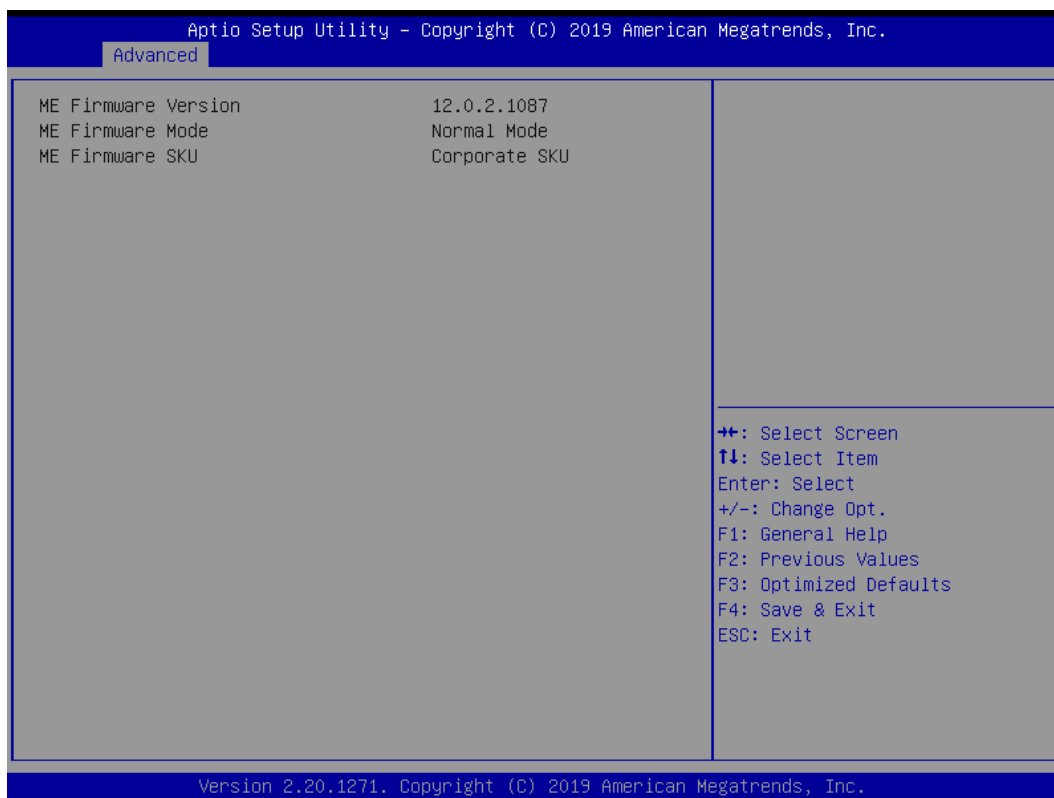 Aptio Setup Utility – Copyright (C) 2019 American Megatrends, Inc.
Advanced
ME Firmware Version 12.0.2.1087
ME Firmware Mode Normal Mode
ME Firmware SKU Corporate SKU
→←: Select Screen
↑↓: Select Item
Enter: Select
+/-: Change Opt.
F1: General Help
F2: Previous Values
F3: Optimized Defaults
F4: Save & Exit
ESC: Exit
Version 2.20.1271. Copyright (C) 2019 American Megatrends, Inc.